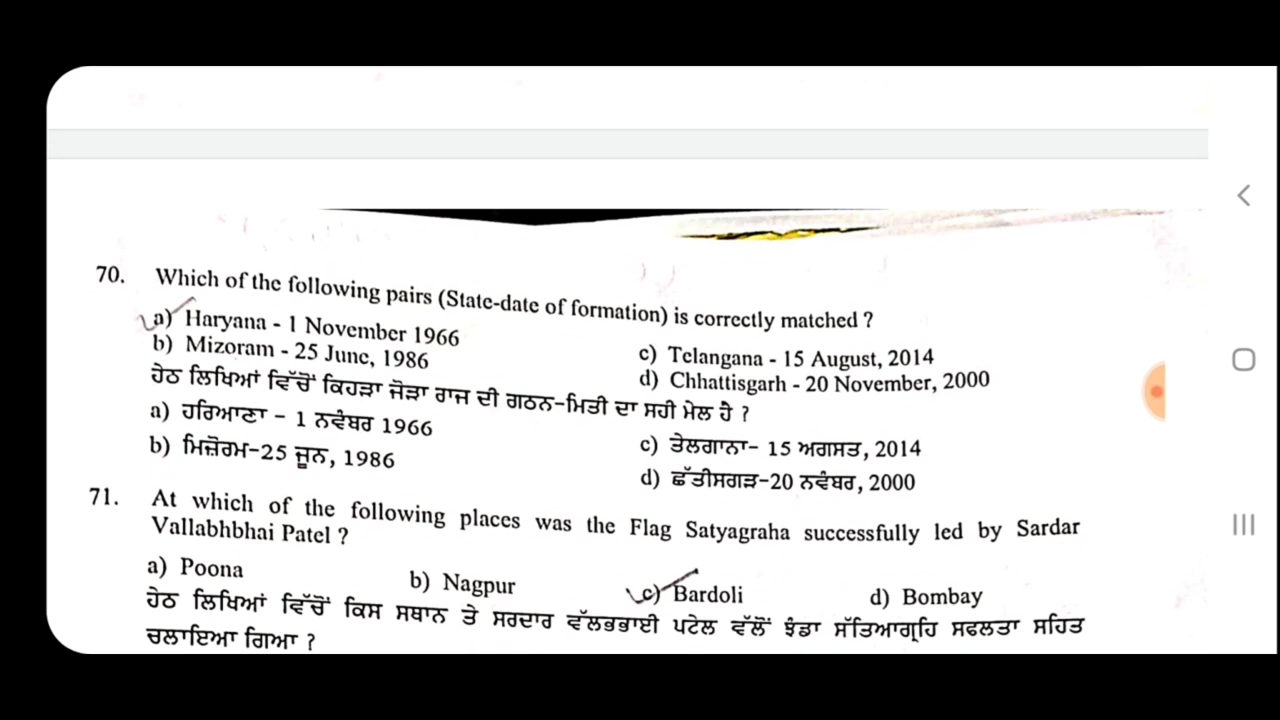 70. Which of the following pairs (State-date of formation) is correctly matched ?
a) Haryana - 1 November 1966
b) Mizoram - 25 June, 1986
c) Telangana - 15 August, 2014
d) Chhattisgarh - 20 November, 2000
ਹੇਠ ਲਿਖਿਆਂ ਵਿੱਚੋਂ ਕਿਹੜਾ ਜੋੜਾ ਰਾਜ ਦੀ ਗਠਨ-ਮਿਤੀ ਦਾ ਸਹੀ ਮੇਲ ਹੈ ?
a) ਹਰਿਆਣਾ - 1 ਨਵੰਬਰ 1966
b) ਮਿਜ਼ੋਰਮ-25 ਜੂਨ, 1986
c) ਤੇਲਗਾਨਾ- 15 ਅਗਸਤ, 2014
d) ਛੱਤੀਸਗੜ-20 ਨਵੰਬਰ, 2000
71. At which of the following places was the Flag Satyagraha successfully led by Sardar
Vallabhbhai Patel ?
a) Poona b) Nagpur c) Bardoli d) Bombay
ਹੇਠ ਲਿਖਿਆਂ ਵਿੱਚੋਂ ਕਿਸ ਸਥਾਨ ਤੇ ਸਰਦਾਰ ਵੱਲਭਭਾਈ ਪਟੇਲ ਵੱਲੋਂ ਝੰਡਾ ਸੱਤਿਆਗ੍ਰਹਿ ਸਫਲਤਾ ਸਹਿਤ
ਚਲਾਇਆ ਗਿਆ ?